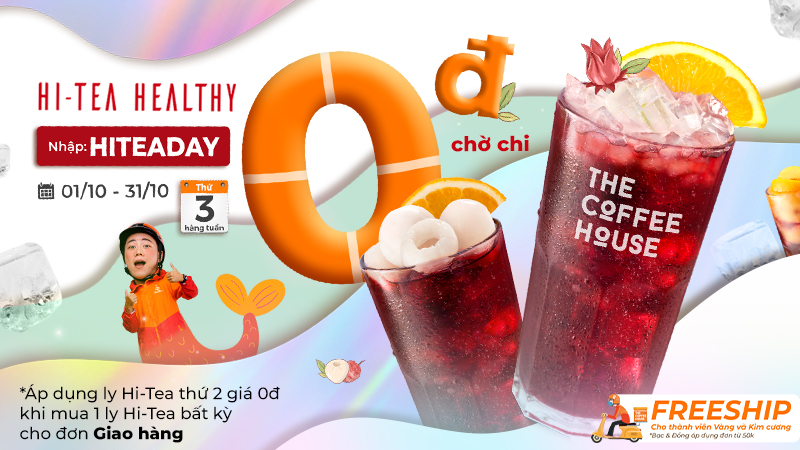 HI-TEA HEALTHY
Nhập: HITEADAY
01/10 - 31/10
Thứ
3
hàng tuần
0đ
chờ chi
THE
COFFEE
HOUSE
*Áp dụng ly Hi-Tea thứ 2 giá 0đ
khi mua 1 ly Hi-Tea bất kỳ
cho đơn Giao hàng
FREESHIP
Cho thành viên Vàng và Kim cương
*Bạc & Đồng áp dụng đơn từ 50k